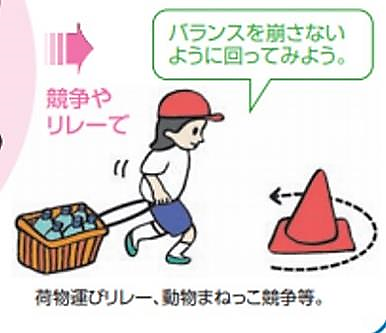 バランスを崩さない
ように回ってみよう。
競争や
リレーで
荷物運びリレー、動物まねっこ競争等。